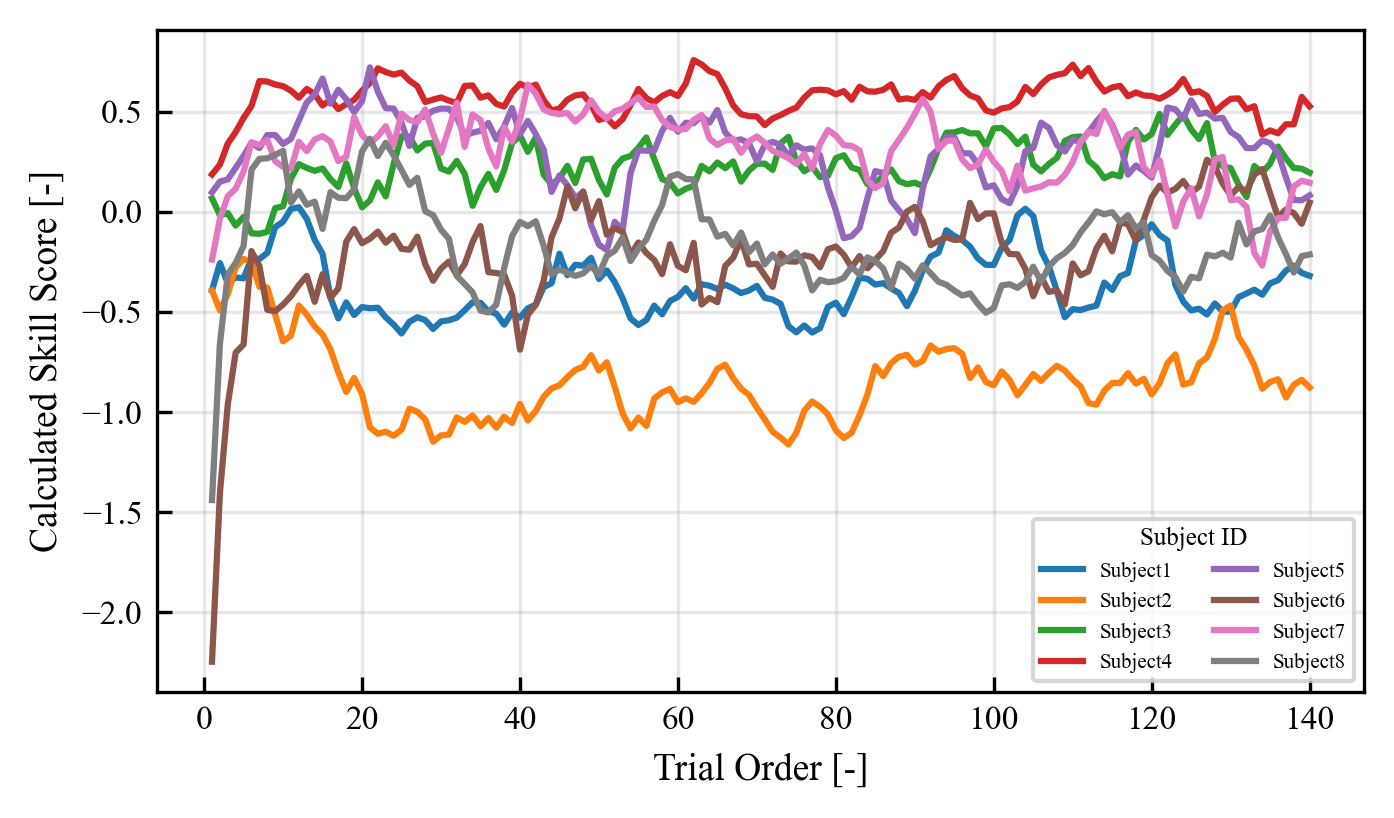 Calculated Skill Score [-]
0.5
0.0
−0.5
−1.0
−1.5
−2.0
0 20 40 60 80 100 120 140
Trial Order [-]
Subject ID
Subject1 Subject5
Subject2 Subject6
Subject3 Subject7
Subject4 Subject8